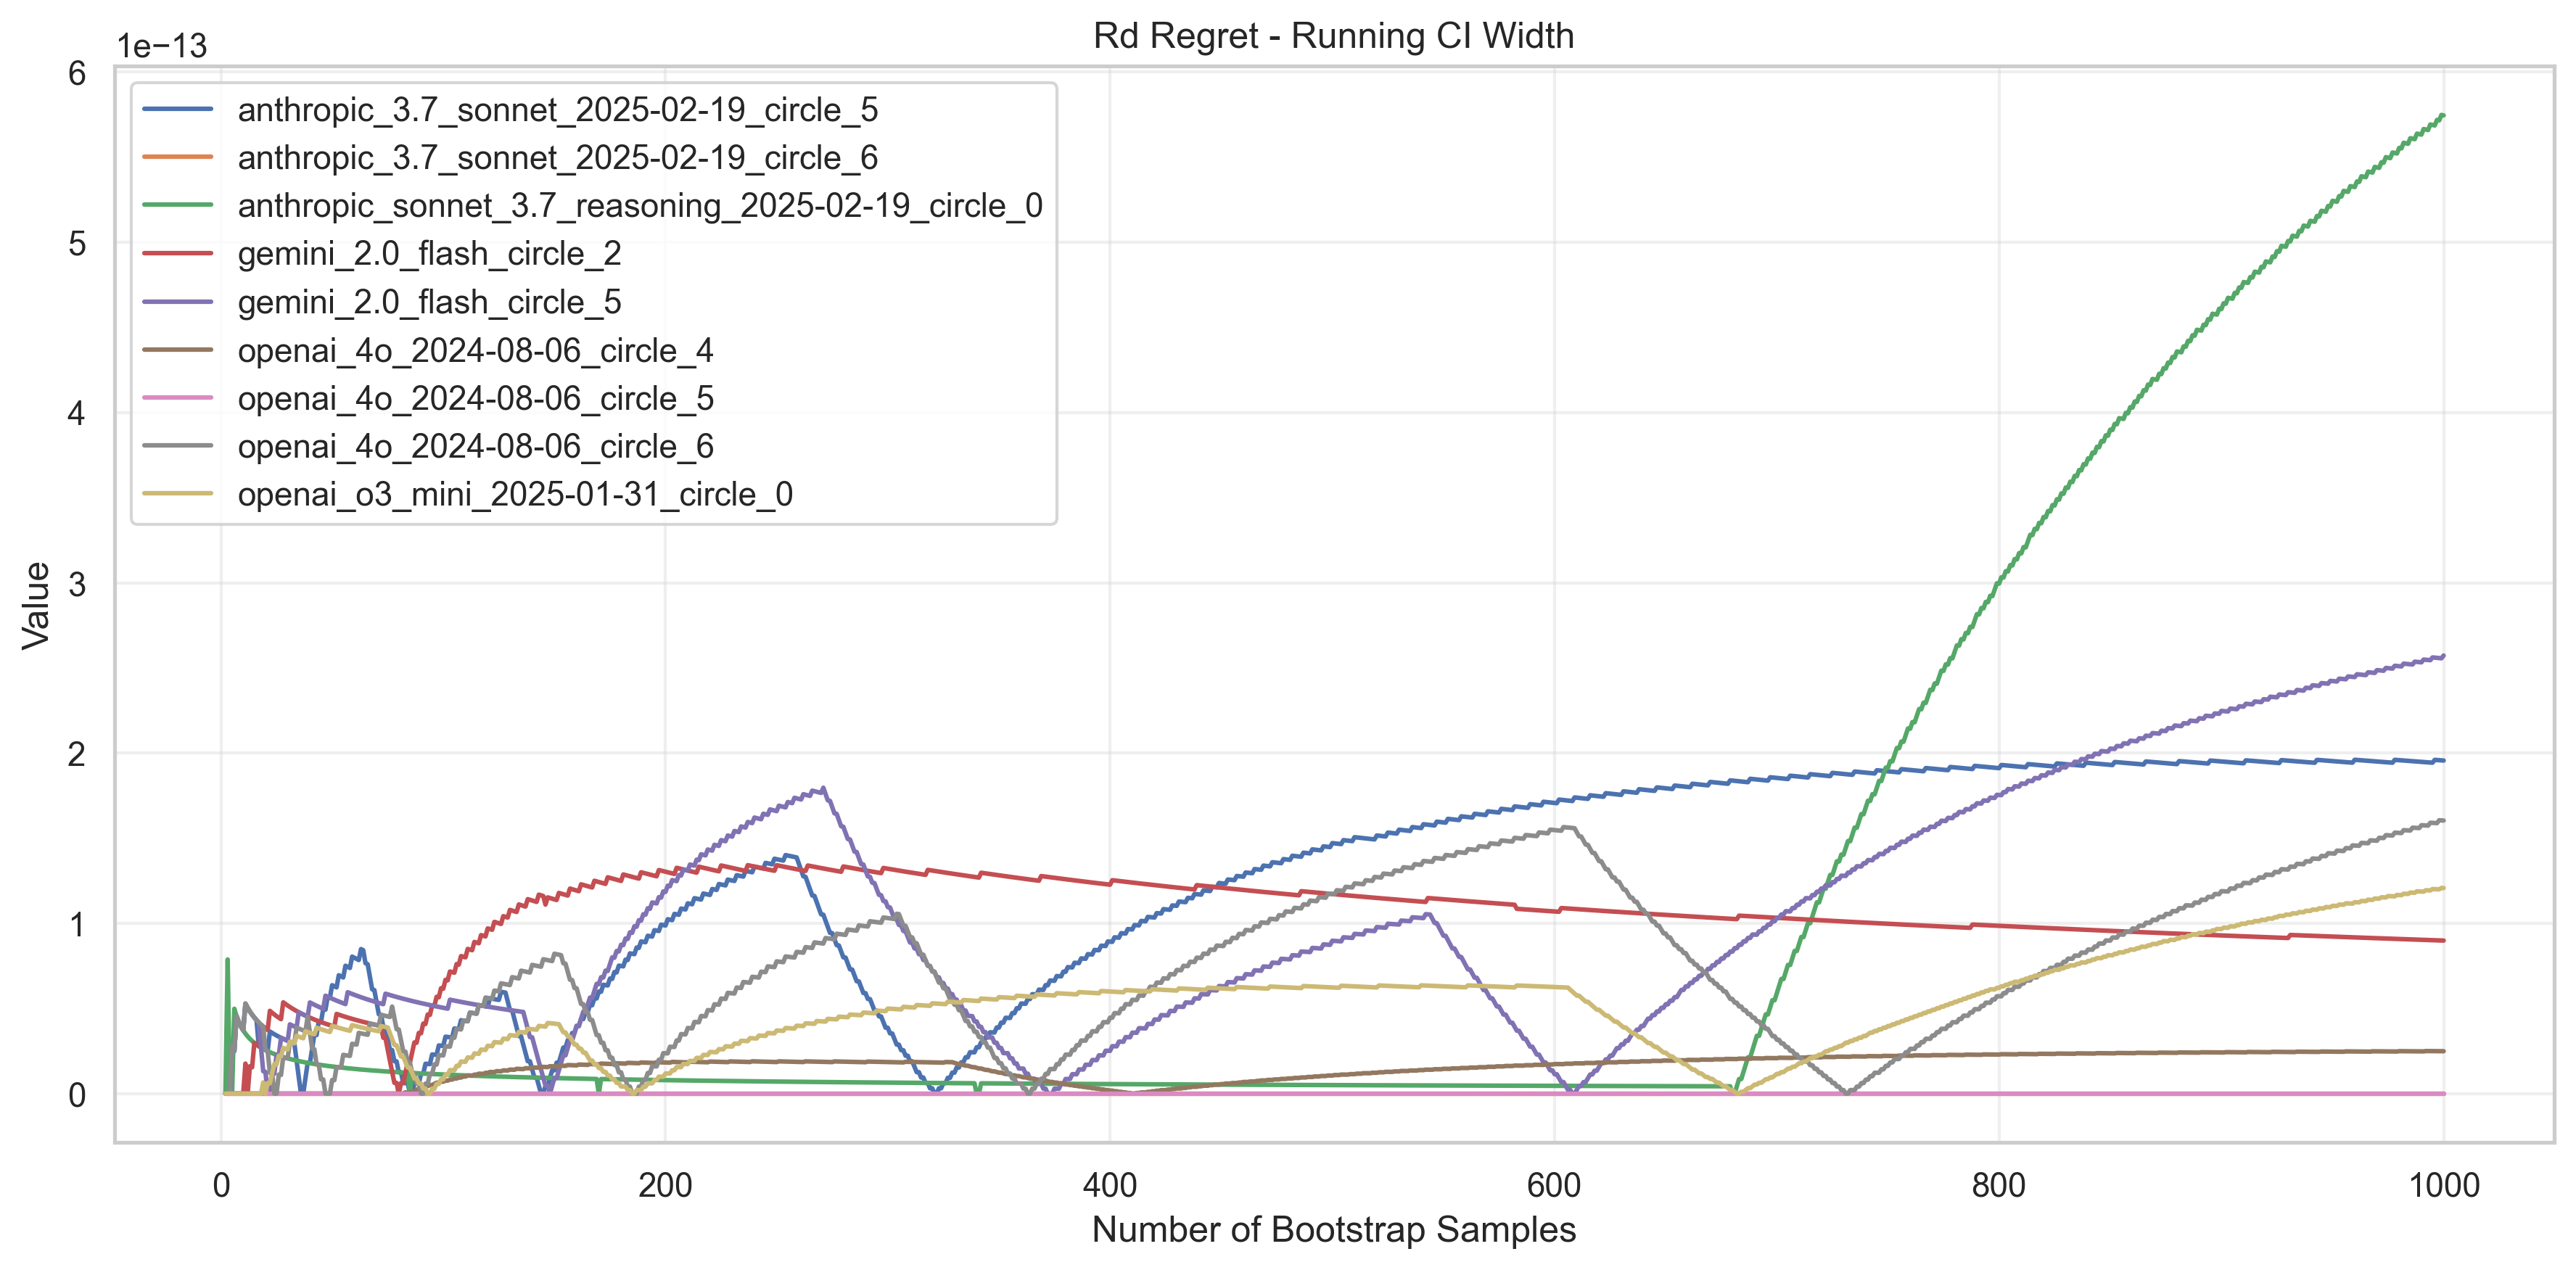 Rd Regret - Running CI Width
1e−13
6
5
4
3
2
1
0
Value
anthropic_3.7_sonnet_2025-02-19_circle_5
anthropic_3.7_sonnet_2025-02-19_circle_6
anthropic_sonnet_3.7_reasoning_2025-02-19_circle_0
gemini_2.0_flash_circle_2
gemini_2.0_flash_circle_5
openai_4o_2024-08-06_circle_4
openai_4o_2024-08-06_circle_5
openai_4o_2024-08-06_circle_6
openai_o3_mini_2025-01-31_circle_0
0 200 400 600 800 1000
Number of Bootstrap Samples